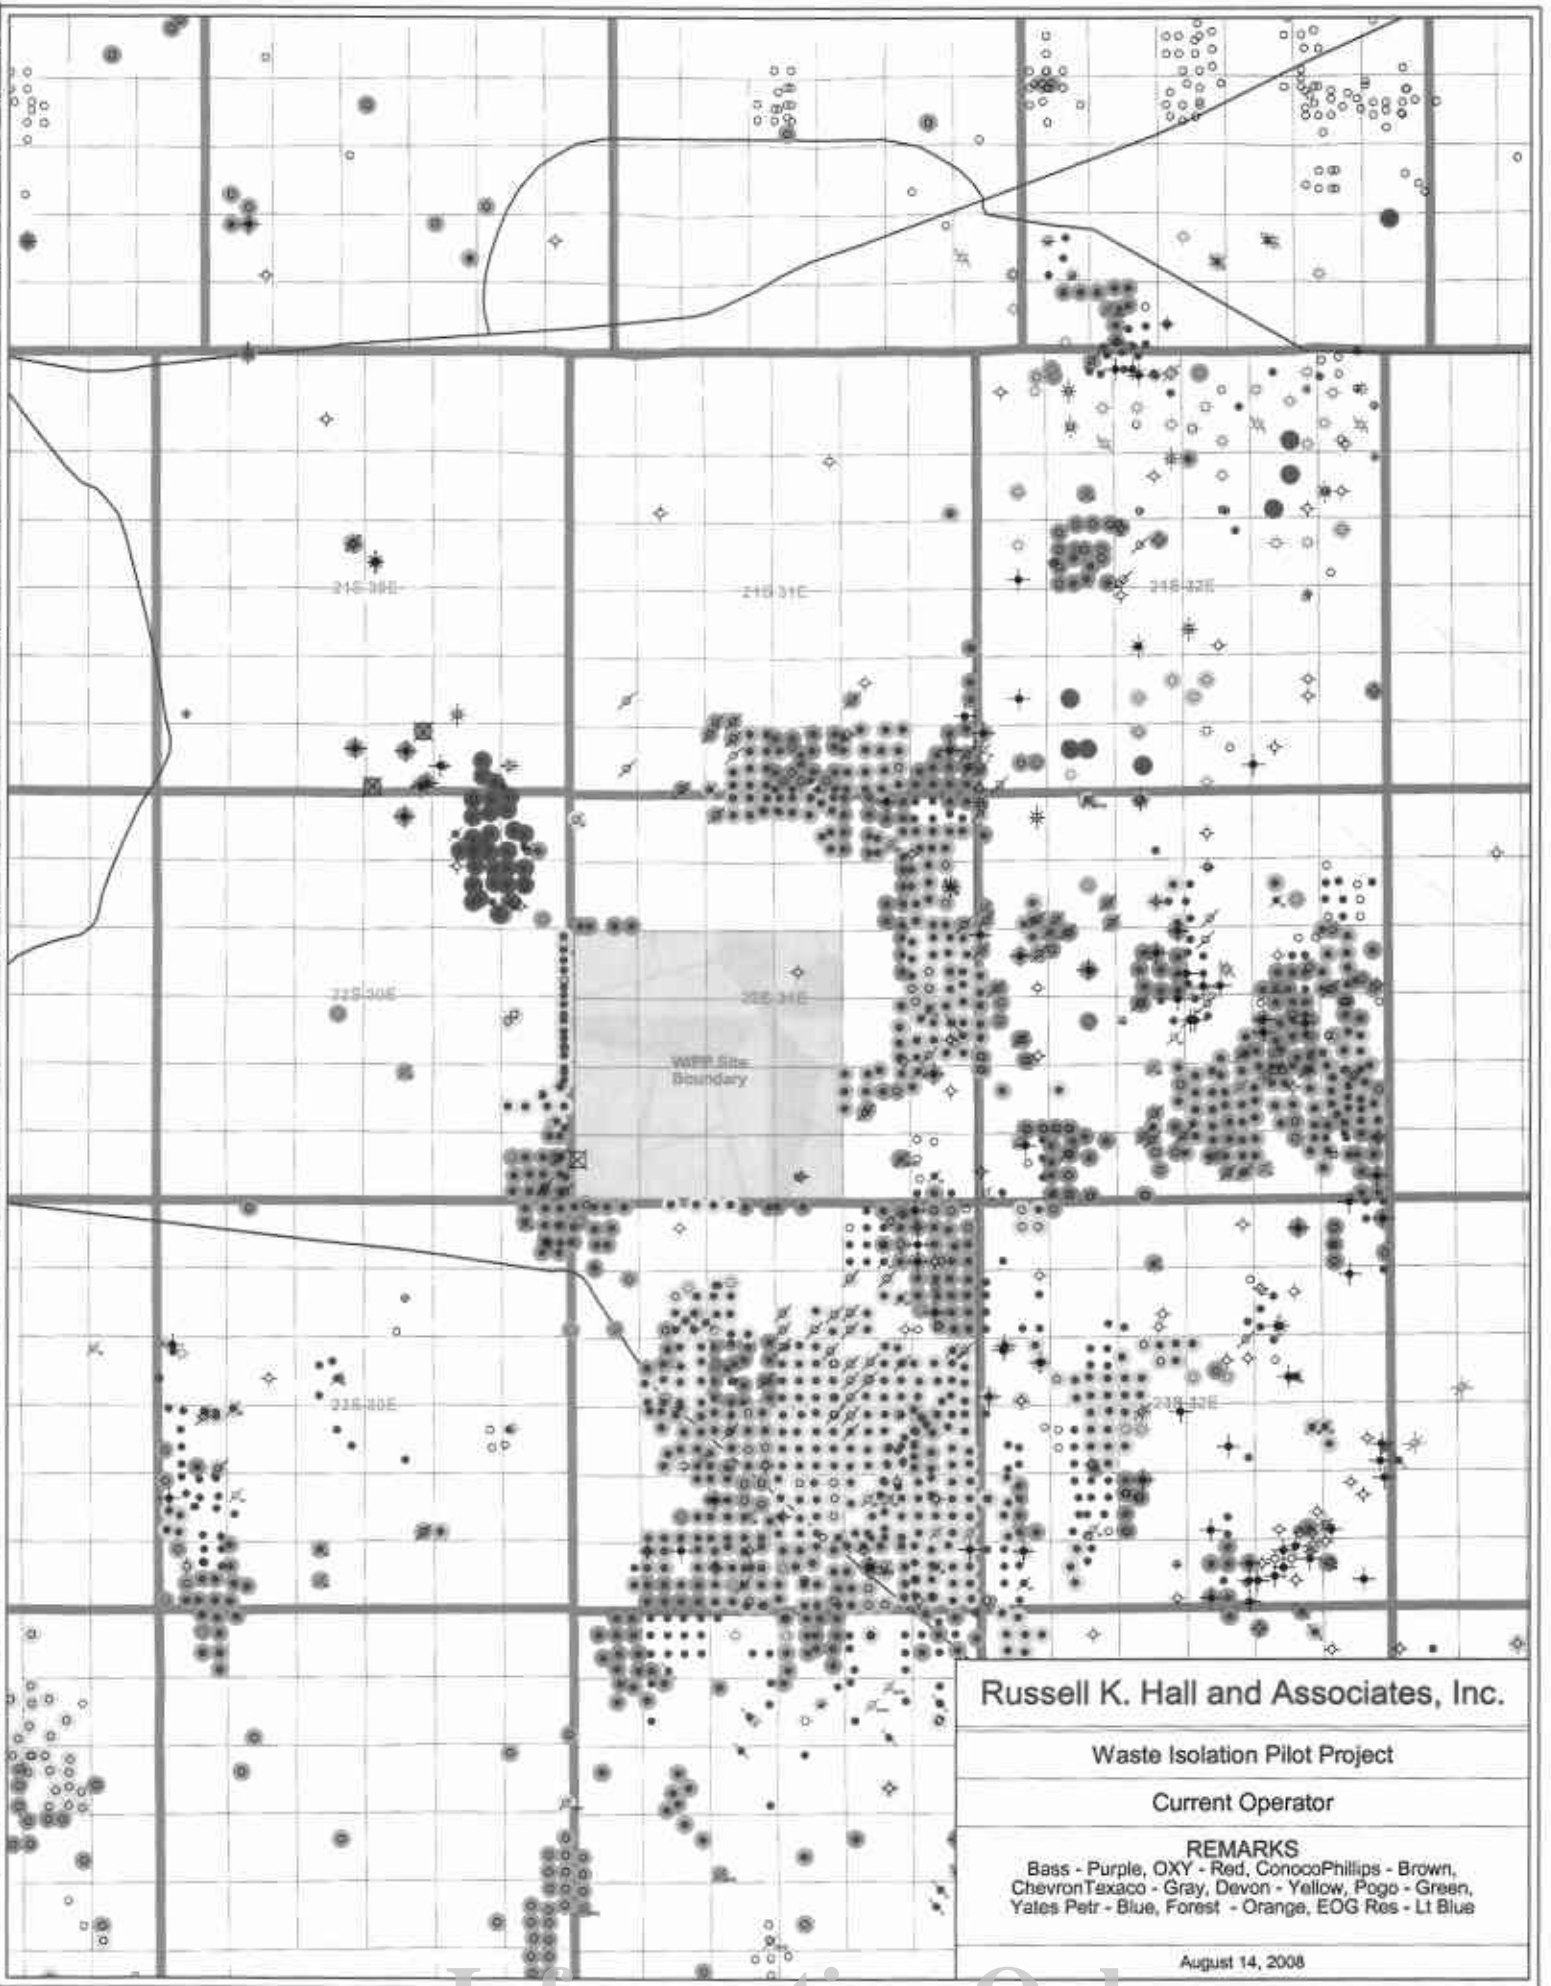 21S-30E
21S-31E
21S-32E
22S-30E
22S-31E
WIPP Site
Boundary
23S-30E
23S-32E
Russell K. Hall and Associates, Inc.
Waste Isolation Pilot Project
Current Operator
REMARKS
Bass - Purple, OXY - Red, ConocoPhillips - Brown,
ChevronTexaco - Gray, Devon - Yellow, Pogo - Green,
Yates Petr - Blue, Forest - Orange, EOG Res - Lt Blue
August 14, 2008
Information Only